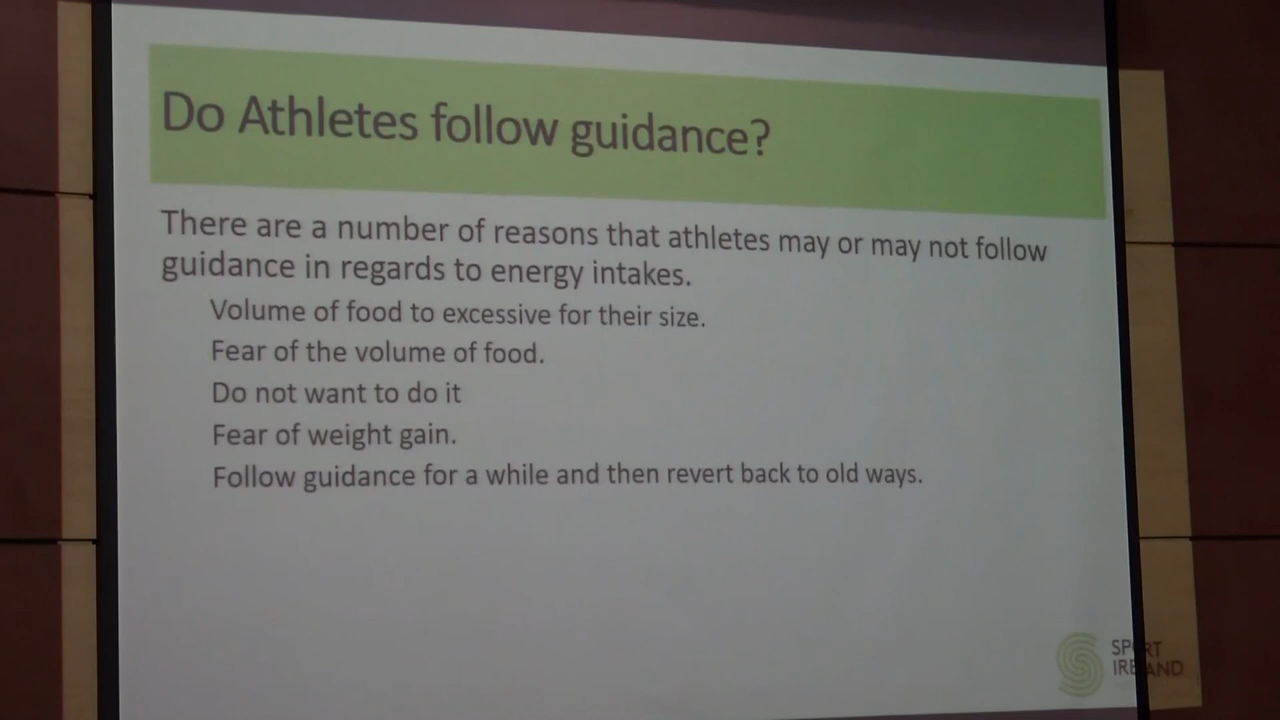 Do Athletes follow guidance?
There are a number of reasons that athletes may or may not follow
guidance in regards to energy intakes.
Volume of food to excessive for their size.
Fear of the volume of food.
Do not want to do it
Fear of weight gain.
Follow guidance for a while and then revert back to old ways.
SPORT
IRELAND